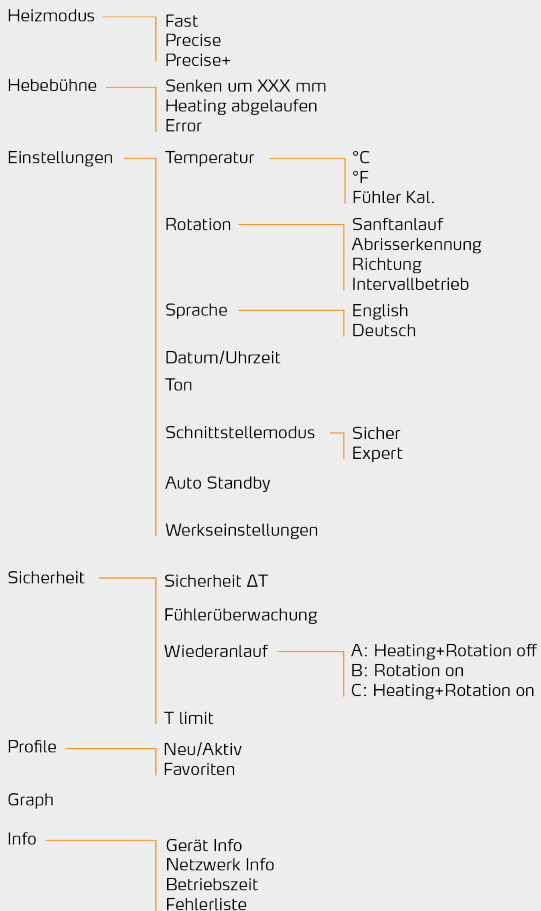 Heizmodus
Fast
Precise
Precise+
Hebebühne
Senken um XXX mm
Heating abgelaufen
Error
Einstellungen
Temperatur
°C
°F
Fühler Kal.
Rotation
Sanftanlauf
Abrisserkennung
Richtung
Intervallbetrieb
Sprache
English
Deutsch
Datum/Uhrzeit
Ton
Schnittstellemodus
Sicher
Expert
Auto Standby
Werkseinstellungen
Sicherheit
Sicherheit ΔT
Fühlerüberwachung
Wiederanlauf
A: Heating+Rotation off
B: Rotation on
C: Heating+Rotation on
T limit
Profile
Neu/Aktiv
Favoriten
Graph
Info
Gerät Info
Netzwerk Info
Betriebszeit
Fehlerliste